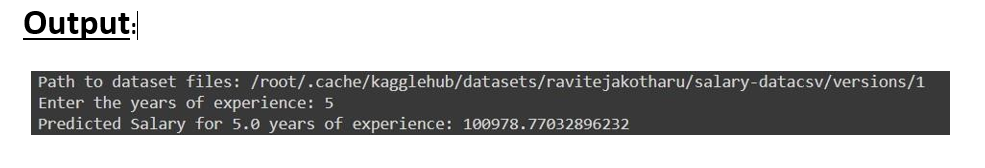 Output:
Path to dataset files: /root/.cache/kagglehub/datasets/ravitejakotharu/salary-datacsv/versions/1
Enter the years of experience: 5
Predicted Salary for 5.0 years of experience: 100978.77032896232